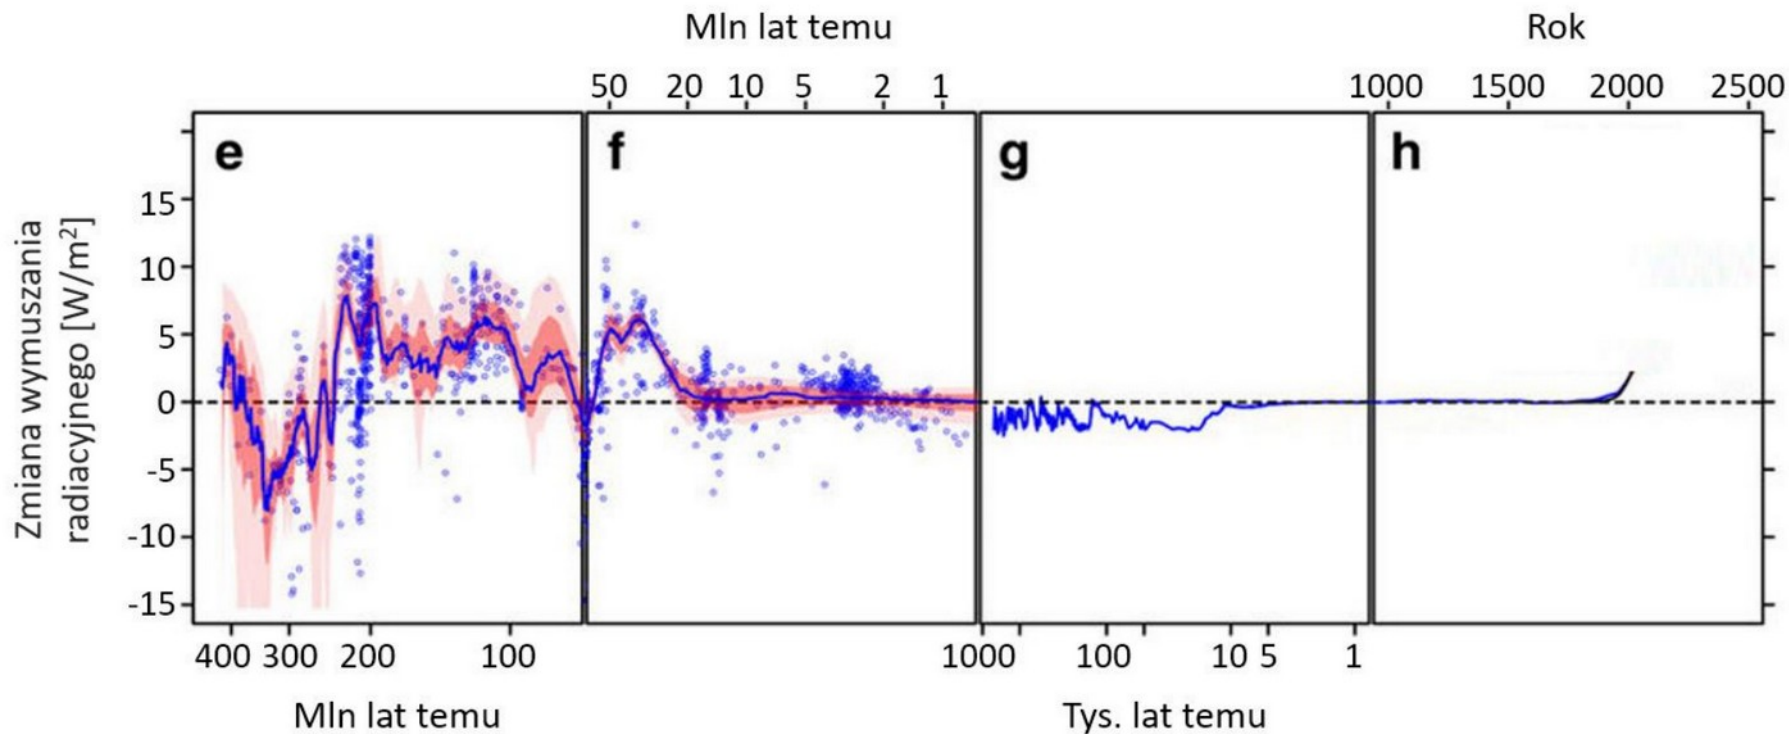 Mln lat temu
Rok
50 20 10 5 2 1
1000 1500 2000 2500
e
f
g
h
Zmiana wymuszania
radiacyjnego [W/m²]
15
10
5
0
-5
-10
-15
400 300 200 100
1000 100 10 5 1
Mln lat temu
Tys. lat temu